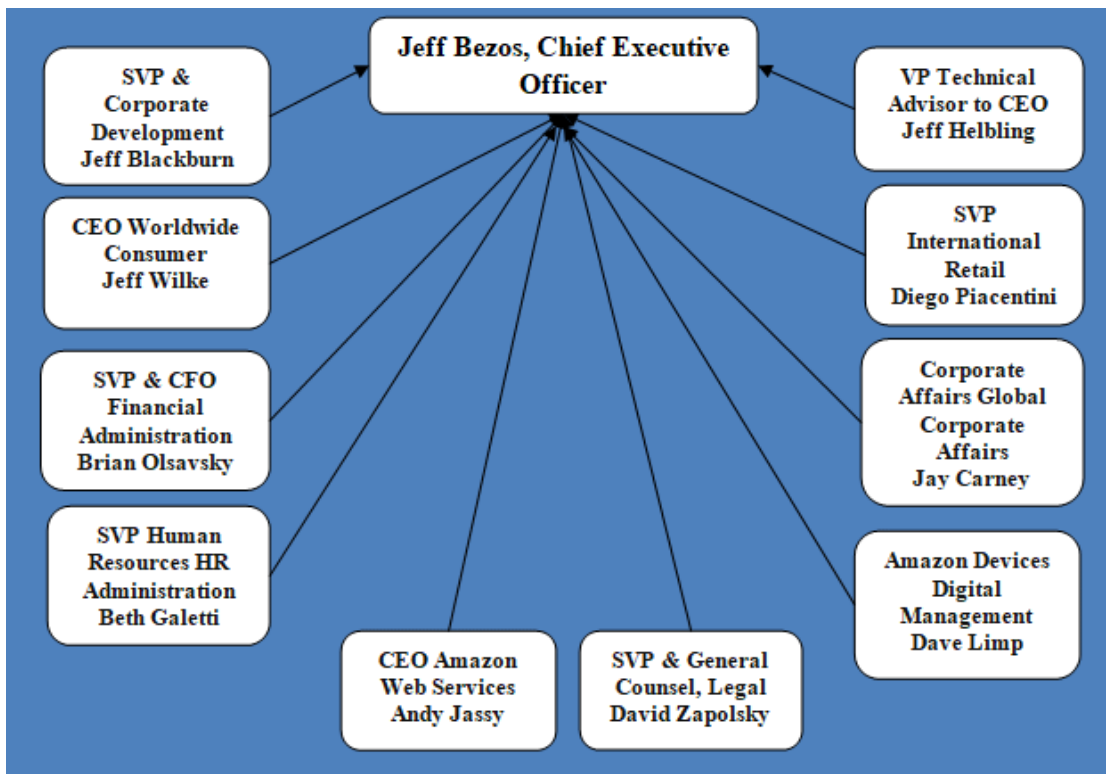 Jeff Bezos, Chief Executive
Officer
SVP &
Corporate
Development
Jeff Blackburn
VP Technical
Advisor to CEO
Jeff Helbling
CEO Worldwide
Consumer
Jeff Wilke
SVP
International
Retail
Diego Piacentini
SVP & CFO
Financial
Administration
Brian Olsavsky
Corporate
Affairs Global
Corporate
Affairs
Jay Carney
SVP Human
Resources HR
Administration
Beth Galetti
Amazon Devices
Digital
Management
Dave Limp
CEO Amazon
Web Services
Andy Jassy
SVP & General
Counsel, Legal
David Zapolsky